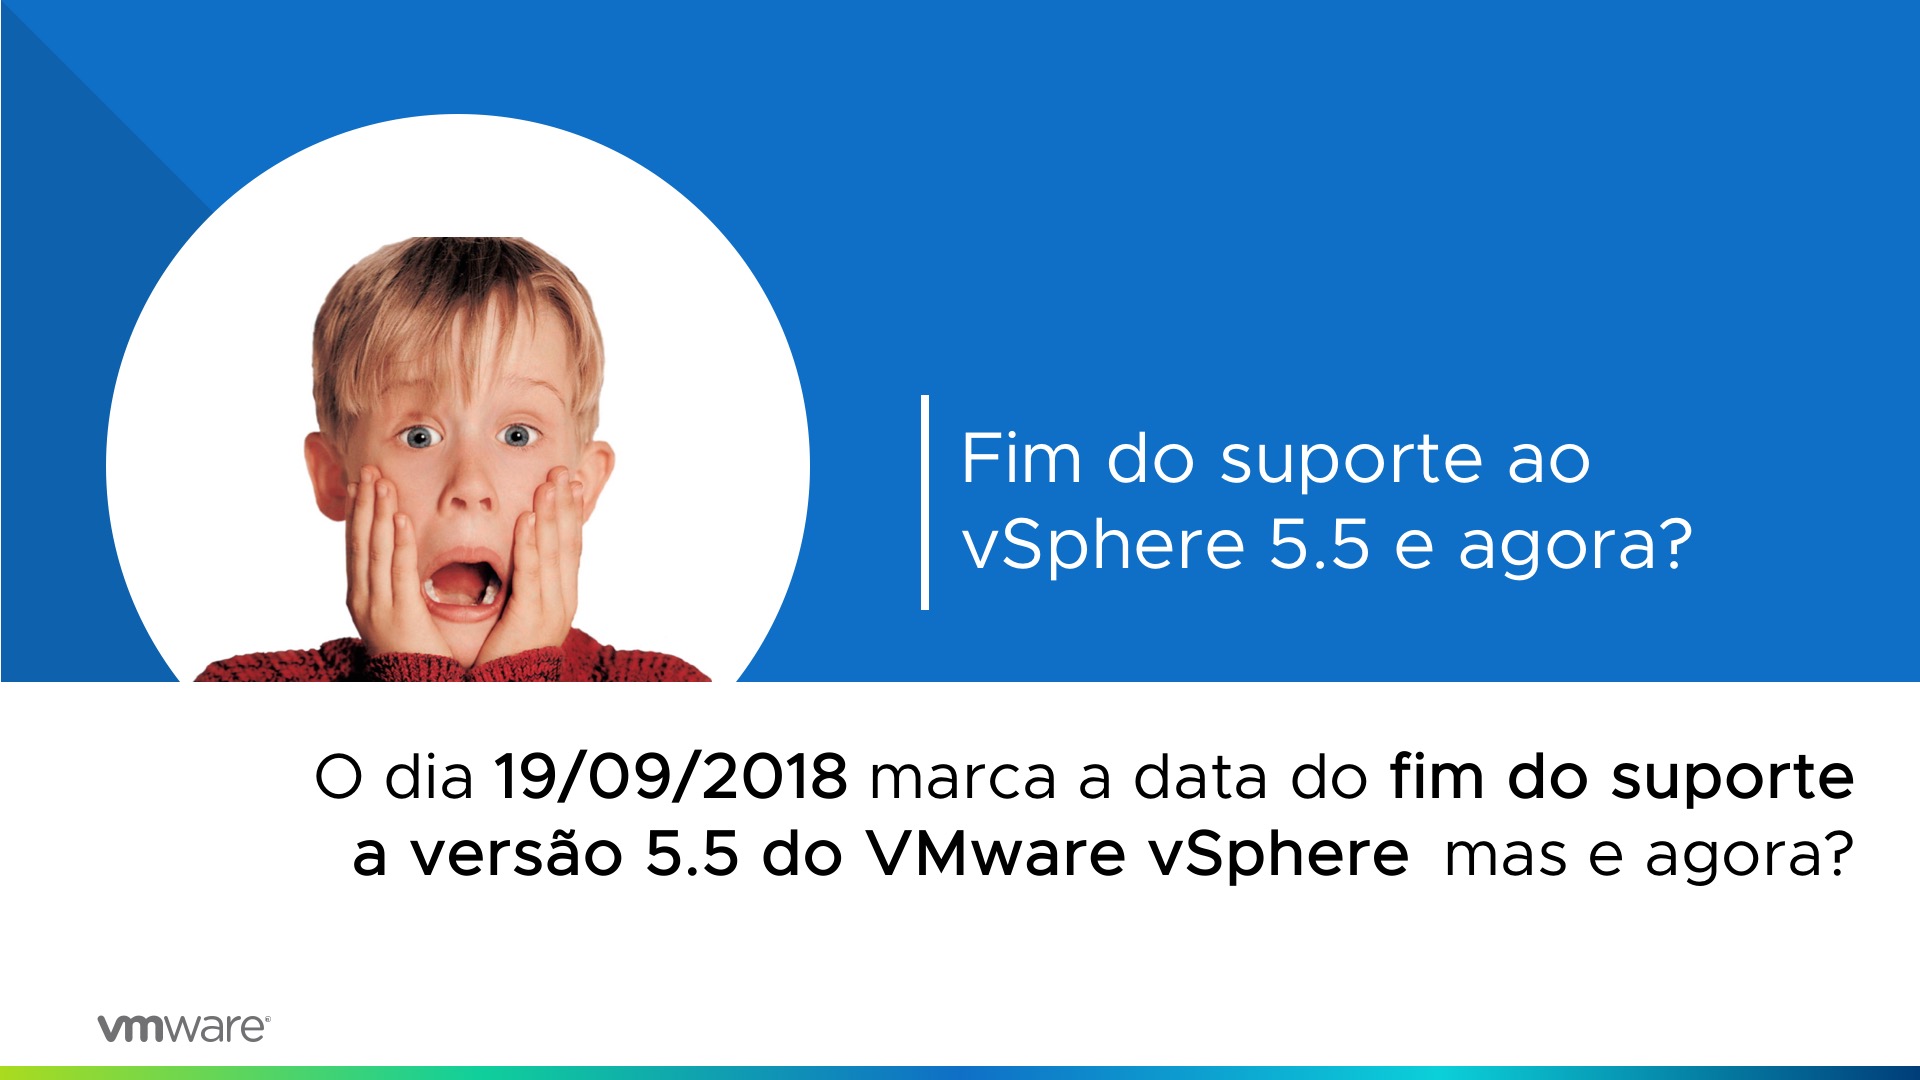 Fim do suporte ao
vSphere 5.5 e agora?
O dia 19/09/2018 marca a data do fim do suporte
a versão 5.5 do VMware vSphere mas e agora?
vmware®